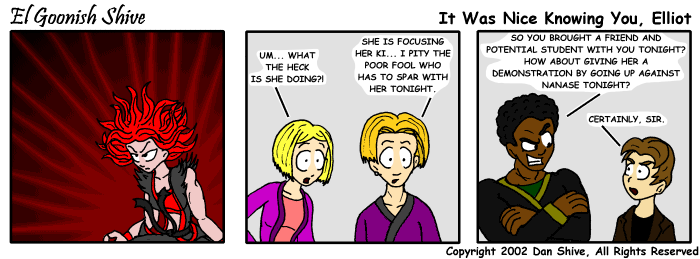 El Goonish Shive
It Was Nice Knowing You, Elliot
UM... WHAT
THE HECK
IS SHE DOING?!
SHE IS FOCUSING
HER KI... I PITY THE
POOR FOOL WHO
HAS TO SPAR WITH
HER TONIGHT.
SO YOU BROUGHT A FRIEND AND
POTENTIAL STUDENT WITH YOU TONIGHT?
HOW ABOUT GIVING HER A
DEMONSTRATION BY GOING UP AGAINST
NANASE TONIGHT?
CERTAINLY, SIR.
Copyright 2002 Dan Shive, All Rights Reserved